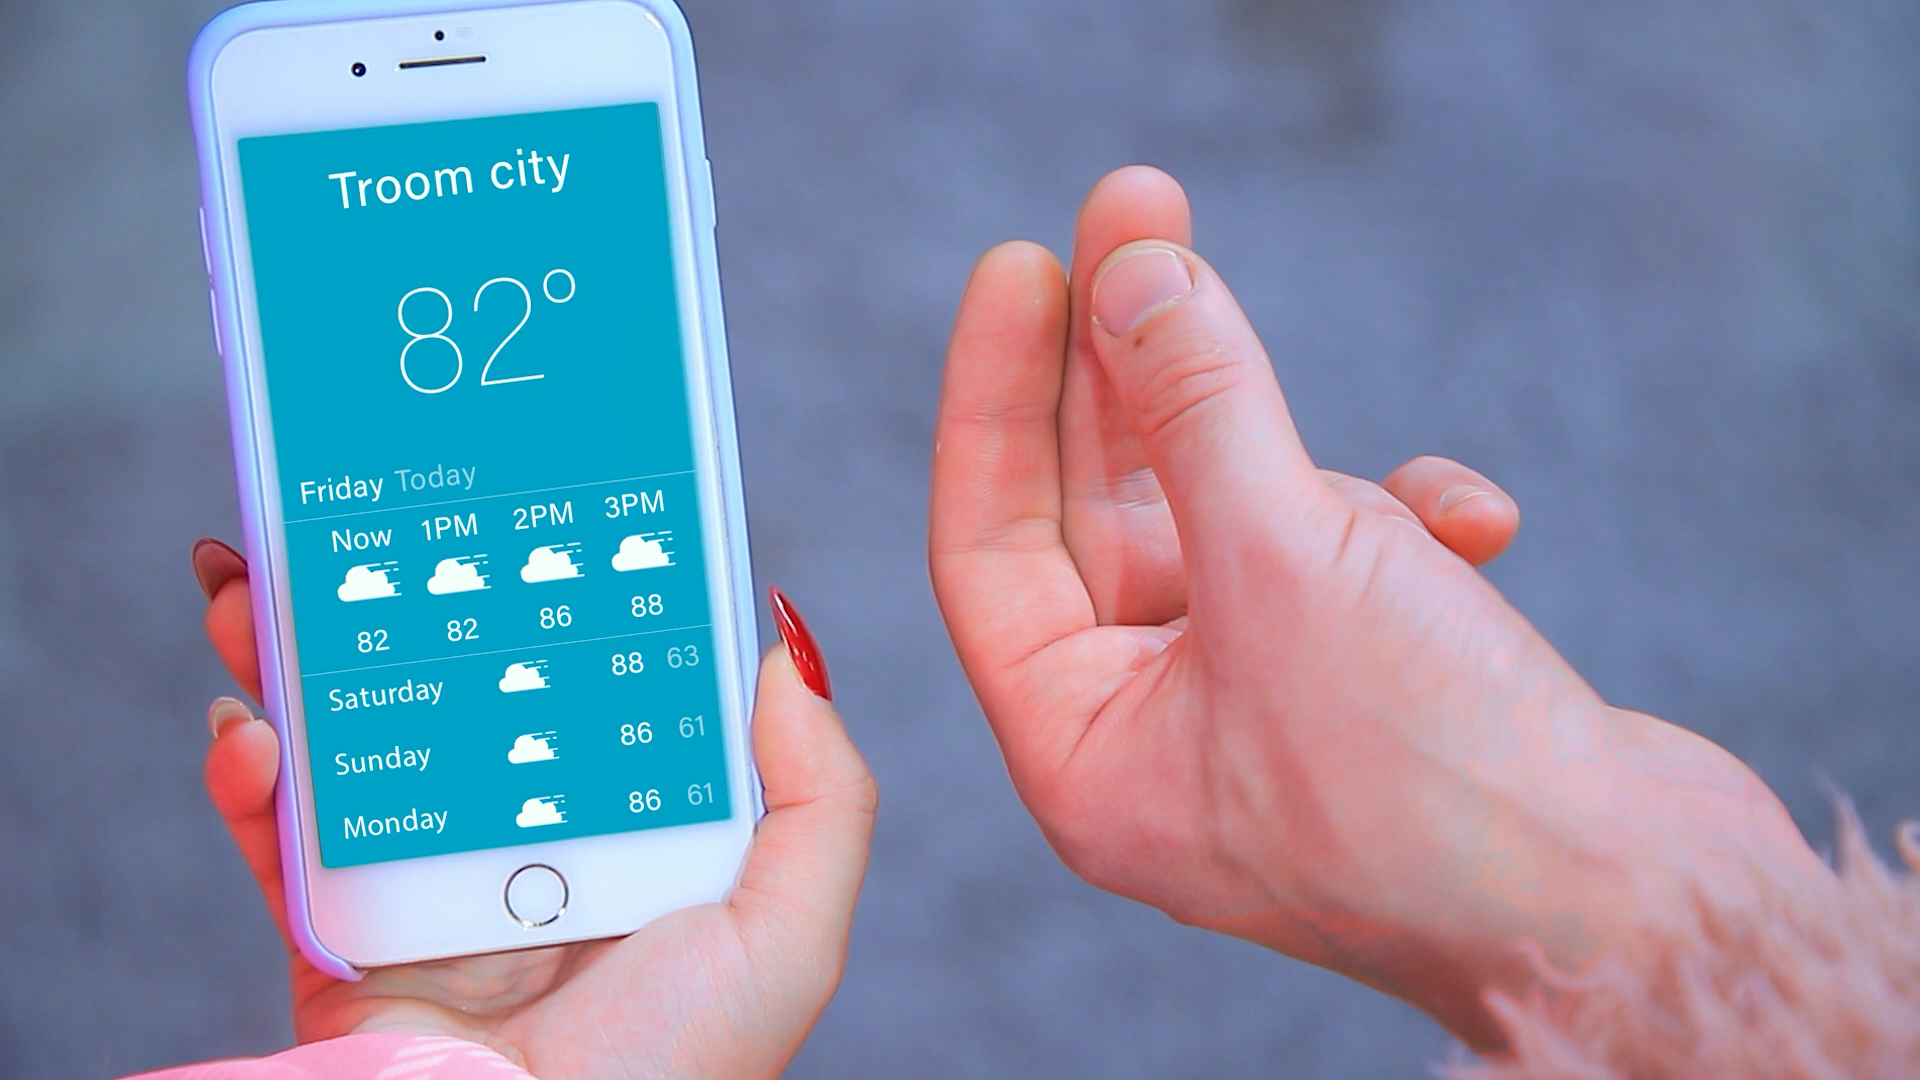 Troom city
82°
Friday Today
Now 1PM 2PM 3PM
82 82 86 88
Saturday 88 63
Sunday 86 61
Monday 86 61